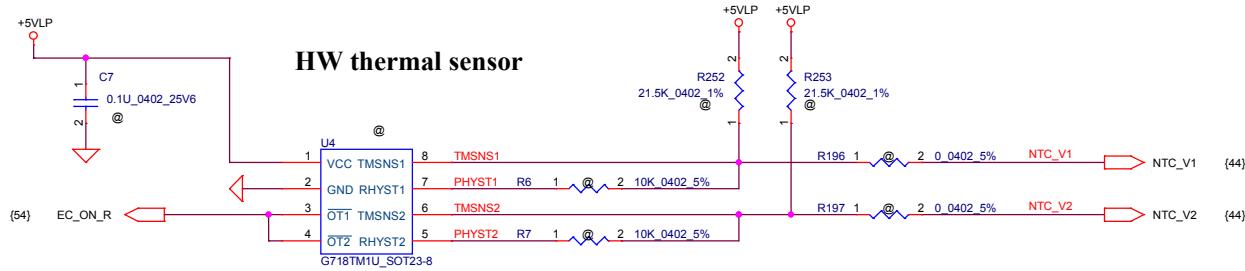 +5VLP
+5VLP
+5VLP
HW thermal sensor
1
C7
0.1U_0402_25V6
@
2
2
R252
21.5K_0402_1%
@
1
2
R253
21.5K_0402_1%
@
1
@
U4
1 VCC TMSNS1 8 TMSNS1
R196 1 @ 2 0_0402_5% NTC_V1 NTC_V1 {44}
2 GND RHYST1 7 PHYST1 R6 1 @ 2 10K_0402_5%
{54} EC_ON_R 3 OT1 TMSNS2 6 TMSNS2
R197 1 @ 2 0_0402_5% NTC_V2 NTC_V2 {44}
4 OT2 RHYST2 5 PHYST2 R7 1 @ 2 10K_0402_5%
G718TM1U_SOT23-8